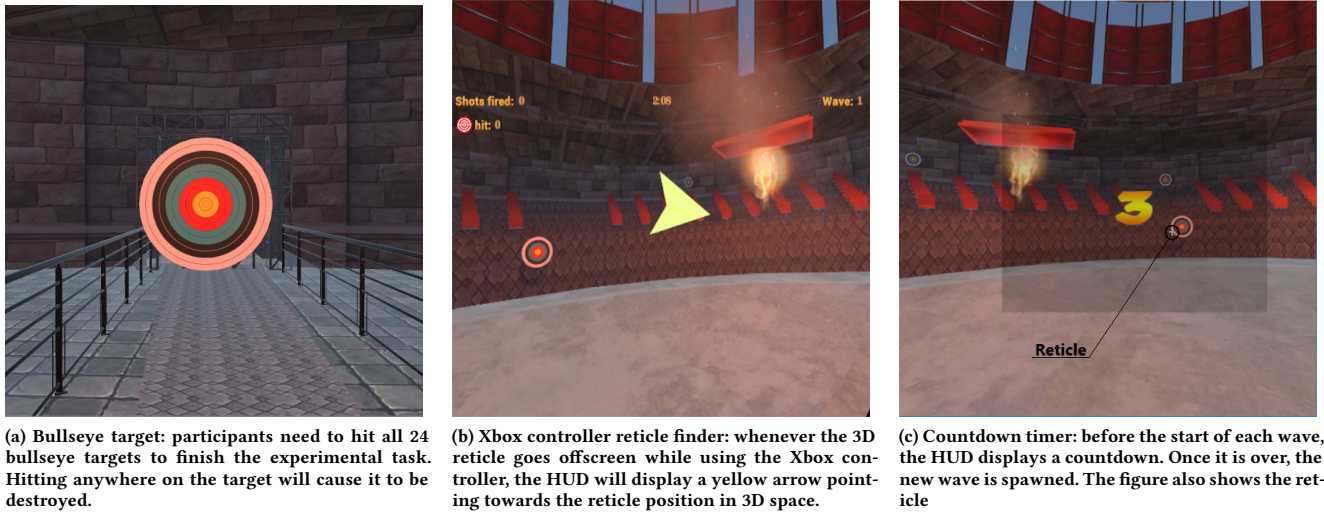 Shots fired: 0
2:08
Wave: 1
hit: 0
3
Reticle
(a) Bullseye target: participants need to hit all 24
bullseye targets to finish the experimental task.
Hitting anywhere on the target will cause it to be
destroyed.
(b) Xbox controller reticle finder: whenever the 3D
reticle goes offscreen while using the Xbox con-
troller, the HUD will display a yellow arrow point-
ing towards the reticle position in 3D space.
(c) Countdown timer: before the start of each wave,
the HUD displays a countdown. Once it is over, the
new wave is spawned. The figure also shows the ret-
icle